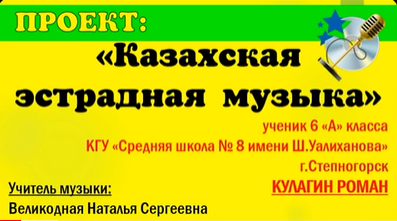 ПРОЕКТ:
«Казахская
эстрадная музыка»
ученик 6 «А» класса
КГУ «Средняя школа № 8 имени Ш.Уалиханова»
г.Степногорск
КУЛАГИН РОМАН
Учитель музыки:
Великодная Наталья Сергеевна